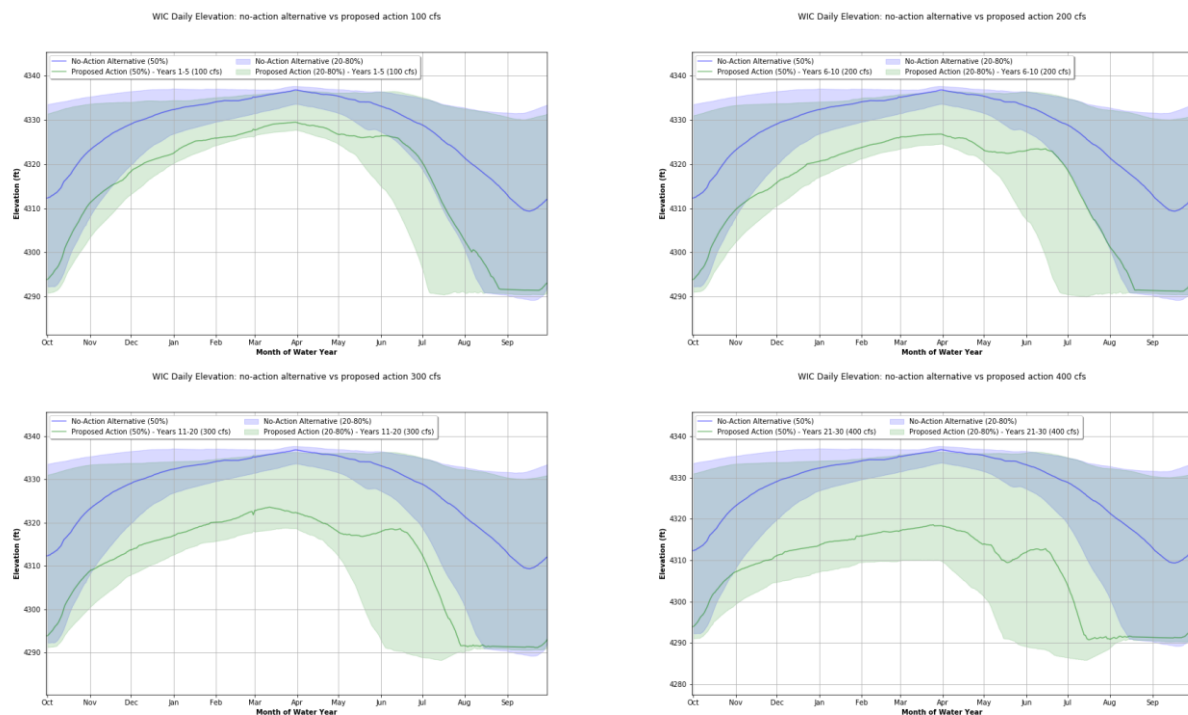 WIC Daily Elevation: no-action alternative vs proposed action 100 cfs
No-Action Alternative (50%)
Proposed Action (50%) - Years 1-5 (100 cfs)
No-Action Alternative (20-80%)
Proposed Action (20-80%) - Years 1-5 (100 cfs)
Elevation (ft)
4340
4330
4320
4310
4300
4290
Oct Nov Dec Jan Feb Mar Apr May Jun Jul Aug Sep
Month of Water Year
WIC Daily Elevation: no-action alternative vs proposed action 200 cfs
No-Action Alternative (50%)
Proposed Action (50%) - Years 6-10 (200 cfs)
No-Action Alternative (20-80%)
Proposed Action (20-80%) - Years 6-10 (200 cfs)
Elevation (ft)
4340
4330
4320
4310
4300
4290
Oct Nov Dec Jan Feb Mar Apr May Jun Jul Aug Sep
Month of Water Year
WIC Daily Elevation: no-action alternative vs proposed action 300 cfs
No-Action Alternative (50%)
Proposed Action (50%) - Years 11-20 (300 cfs)
No-Action Alternative (20-80%)
Proposed Action (20-80%) - Years 11-20 (300 cfs)
Elevation (ft)
4340
4330
4320
4310
4300
4290
Oct Nov Dec Jan Feb Mar Apr May Jun Jul Aug Sep
Month of Water Year
WIC Daily Elevation: no-action alternative vs proposed action 400 cfs
No-Action Alternative (50%)
Proposed Action (50%) - Years 21-30 (400 cfs)
No-Action Alternative (20-80%)
Proposed Action (20-80%) - Years 21-30 (400 cfs)
Elevation (ft)
4340
4330
4320
4310
4300
4290
4280
Oct Nov Dec Jan Feb Mar Apr May Jun Jul Aug Sep
Month of Water Year